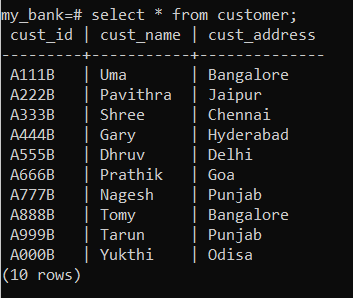 my_bank=# select * from customer;
 cust_id | cust_name | cust_address
---------+-----------+--------------
 A111B   | Uma       | Bangalore
 A222B   | Pavithra  | Jaipur
 A333B   | Shree     | Chennai
 A444B   | Gary      | Hyderabad
 A555B   | Dhruv     | Delhi
 A666B   | Prathik   | Goa
 A777B   | Nagesh    | Punjab
 A888B   | Tomy      | Bangalore
 A999B   | Tarun     | Punjab
 A000B   | Yukthi    | Odisa
(10 rows)